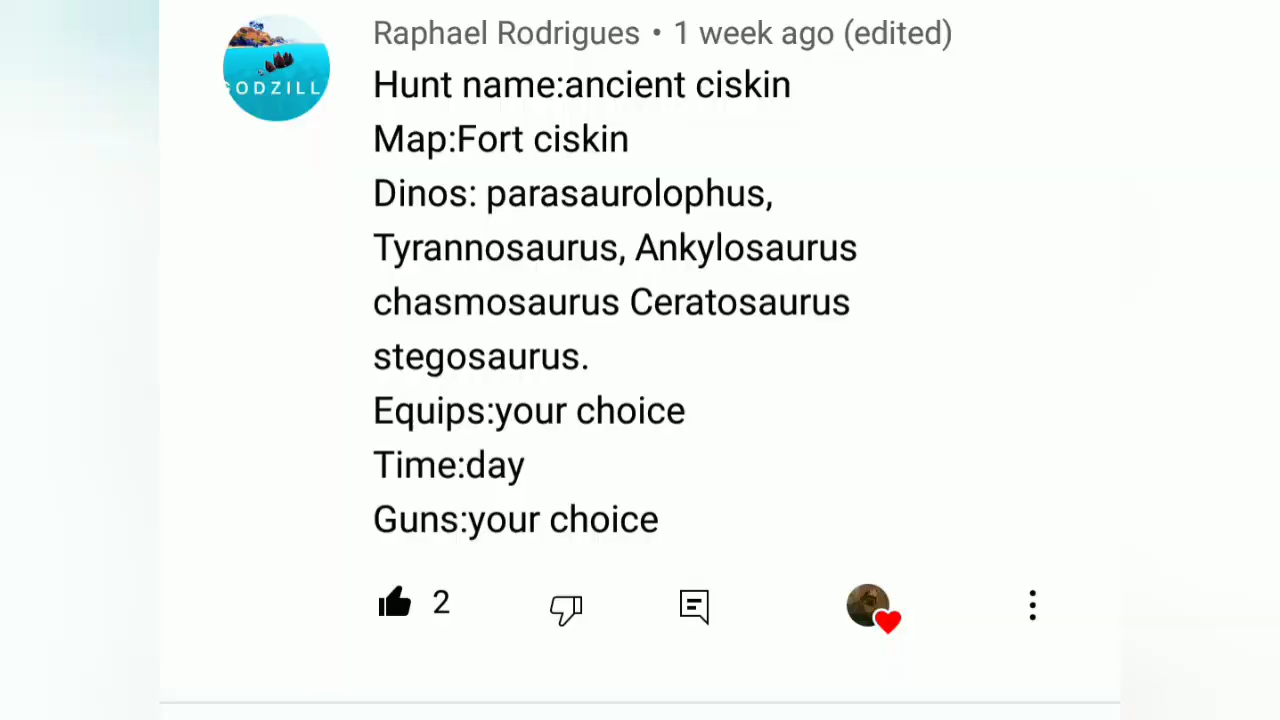 Raphael Rodrigues • 1 week ago (edited)
ODZILL
Hunt name:ancient ciskin
Map:Fort ciskin
Dinos: parasaurolophus,
Tyrannosaurus, Ankylosaurus
chasmosaurus Ceratosaurus
stegosaurus.
Equips:your choice
Time:day
Guns:your choice
2